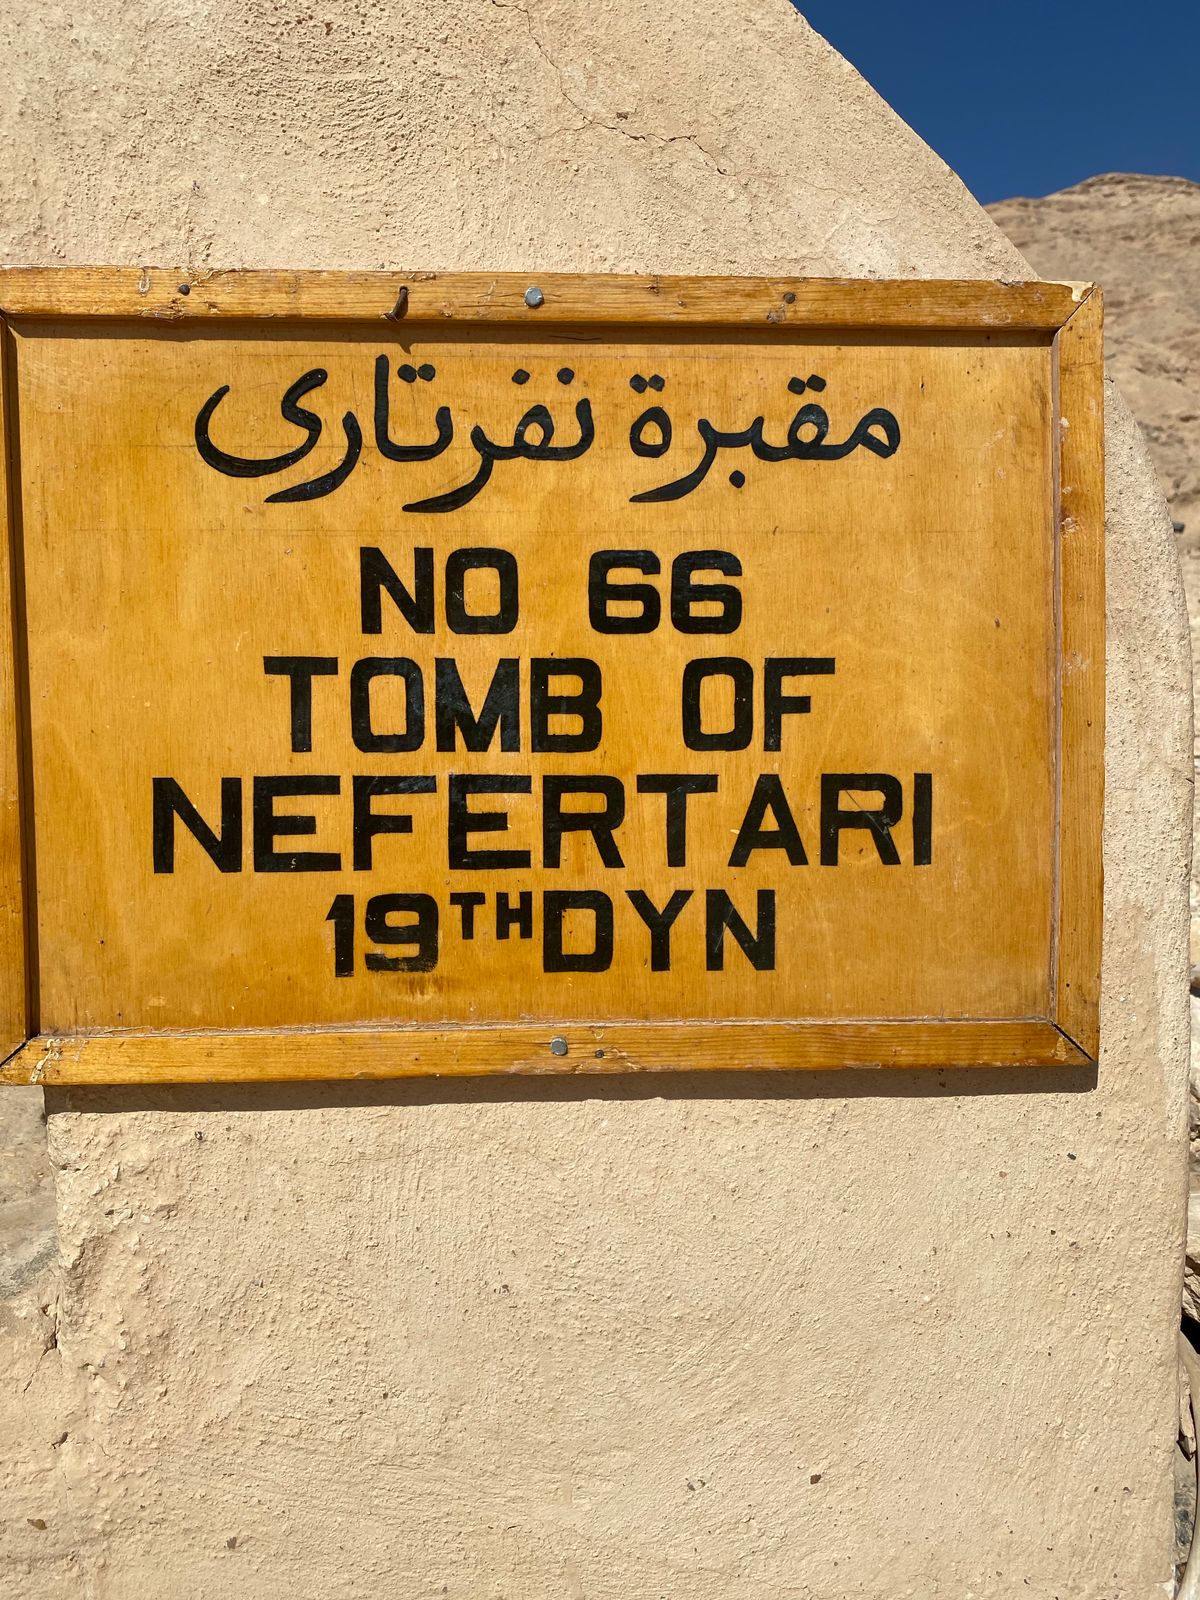 مقبرة نفرتارى
NO 66
TOMB OF
NEFERTARI
19TH DYN